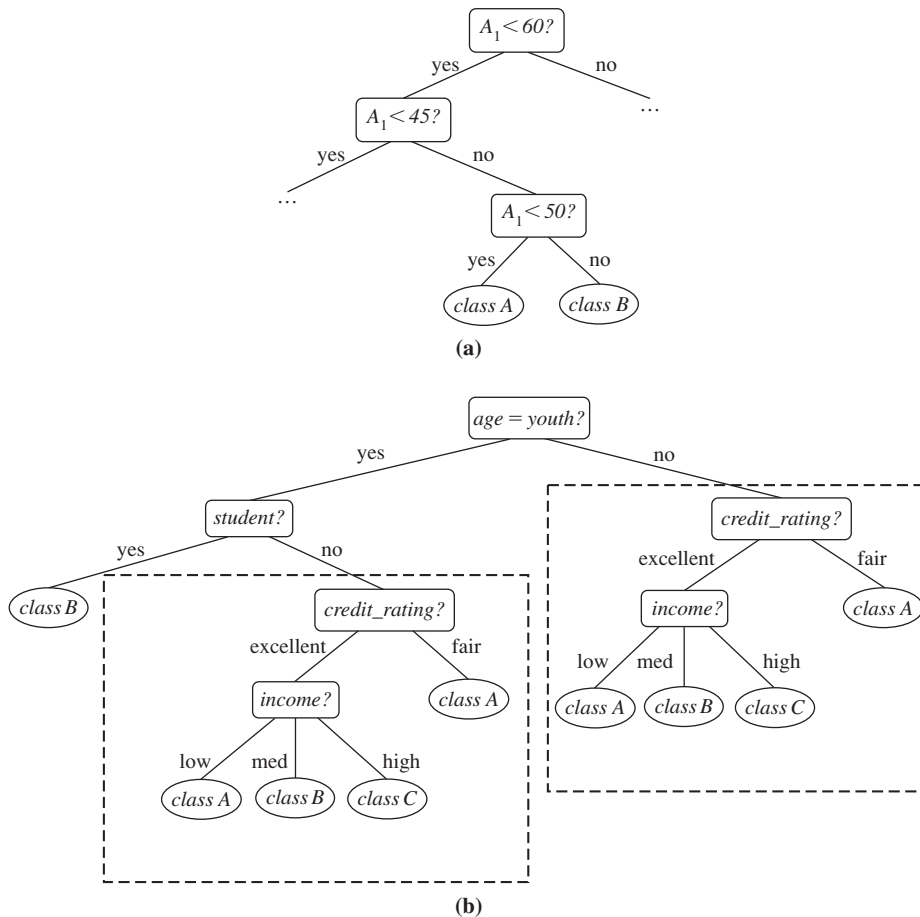 A1 < 60?
yes
no
A1 < 45?
...
yes
no
...
A1 < 50?
yes
no
class A
class B
(a)
age = youth?
yes
no
student?
credit_rating?
yes
no
excellent
fair
class B
credit_rating?
income?
class A
excellent
fair
low
med
high
income?
class A
class A
class B
class C
low
med
high
class A
class B
class C
(b)